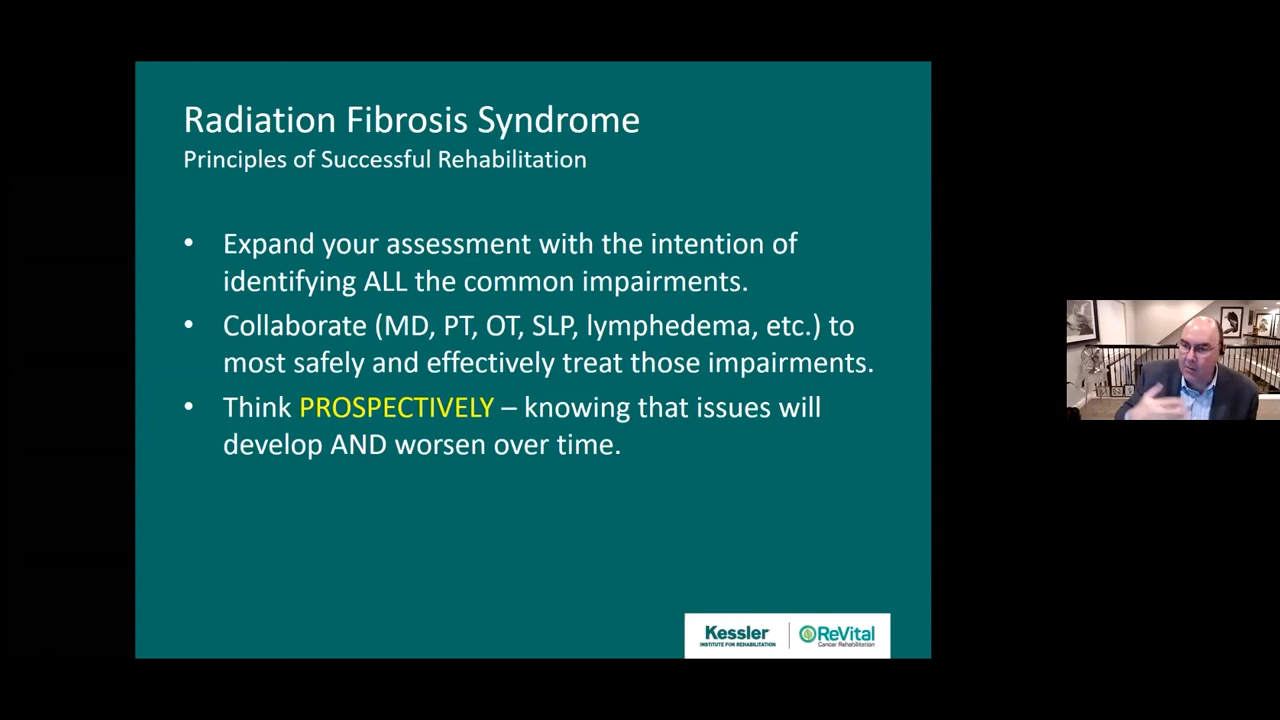 Radiation Fibrosis Syndrome
Principles of Successful Rehabilitation
• Expand your assessment with the intention of
identifying ALL the common impairments.
• Collaborate (MD, PT, OT, SLP, lymphedema, etc.) to
most safely and effectively treat those impairments.
• Think PROSPECTIVELY – knowing that issues will
develop AND worsen over time.
Kessler
INSTITUTE FOR REHABILITATION
ReVital
Cancer Rehabilitation